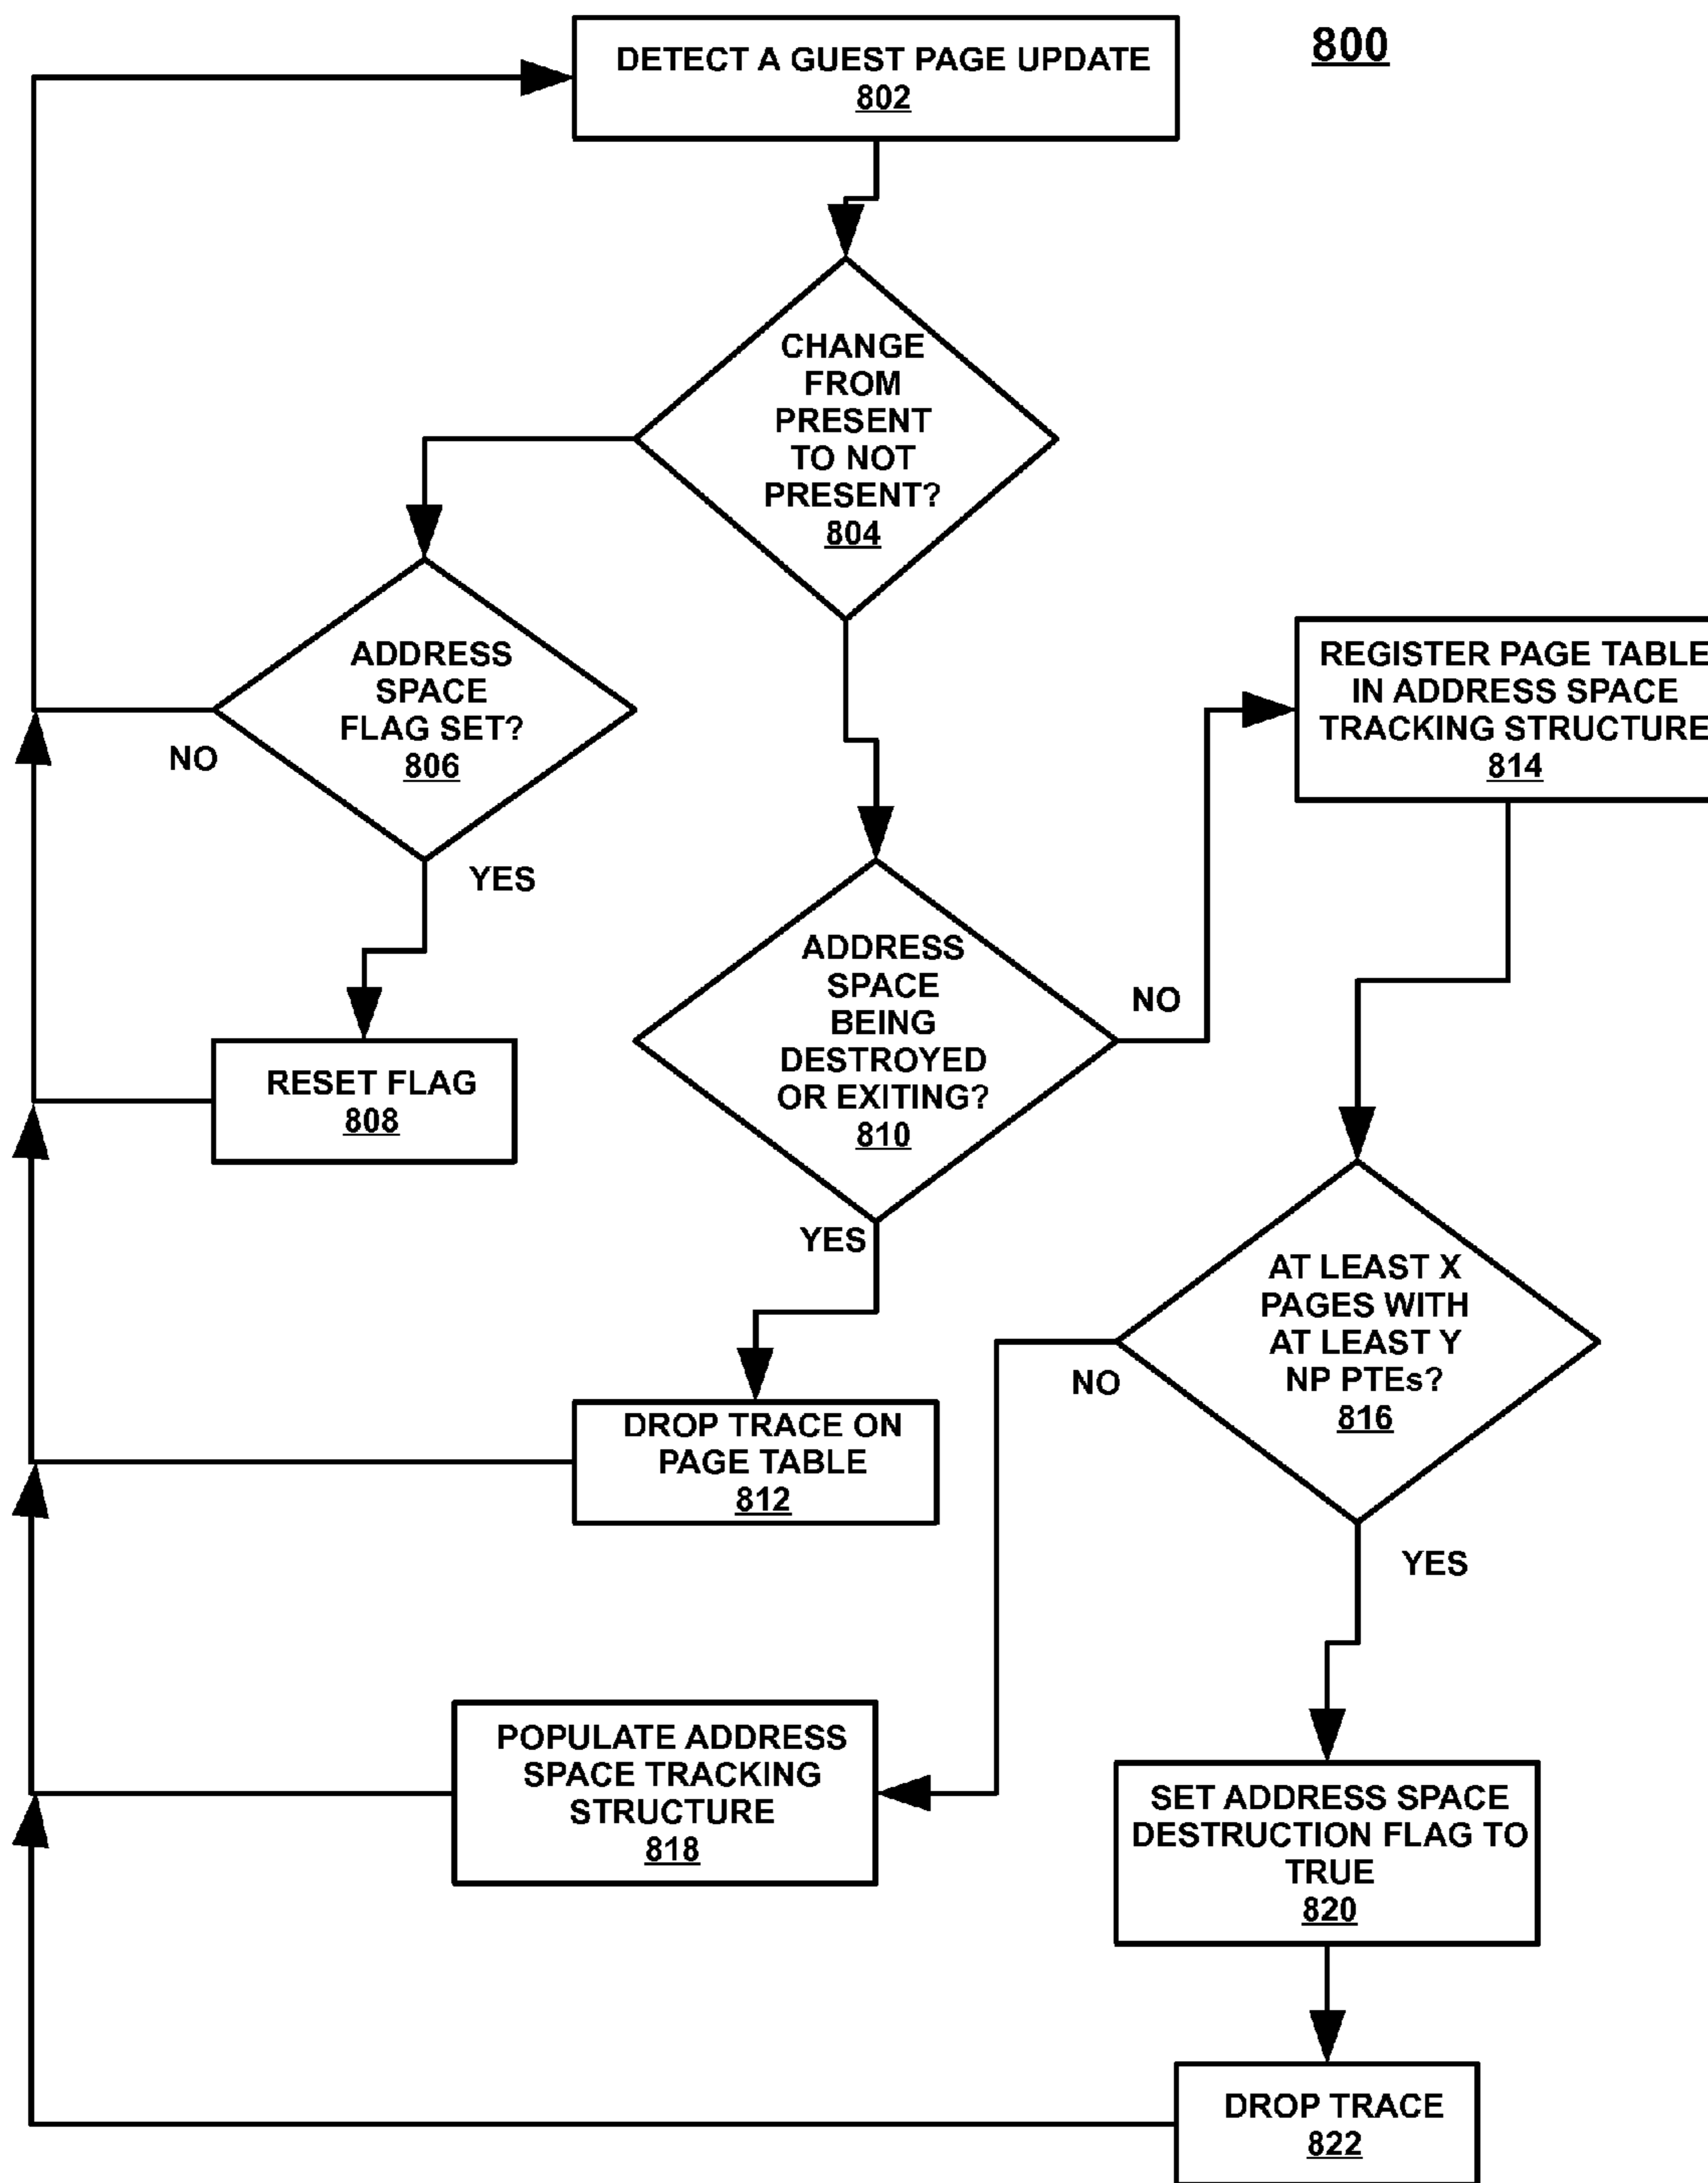 800
DETECT A GUEST PAGE UPDATE
802
CHANGE
FROM
PRESENT
TO NOT
PRESENT?
804
ADDRESS
SPACE
FLAG SET?
806
NO
YES
RESET FLAG
808
ADDRESS
SPACE
BEING
DESTROYED
OR EXITING?
810
NO
YES
REGISTER PAGE TABLE
IN ADDRESS SPACE
TRACKING STRUCTURE
814
DROP TRACE ON
PAGE TABLE
812
AT LEAST X
PAGES WITH
AT LEAST Y
NP PTEs?
816
NO
YES
POPULATE ADDRESS
SPACE TRACKING
STRUCTURE
818
SET ADDRESS SPACE
DESTRUCTION FLAG TO
TRUE
820
DROP TRACE
822